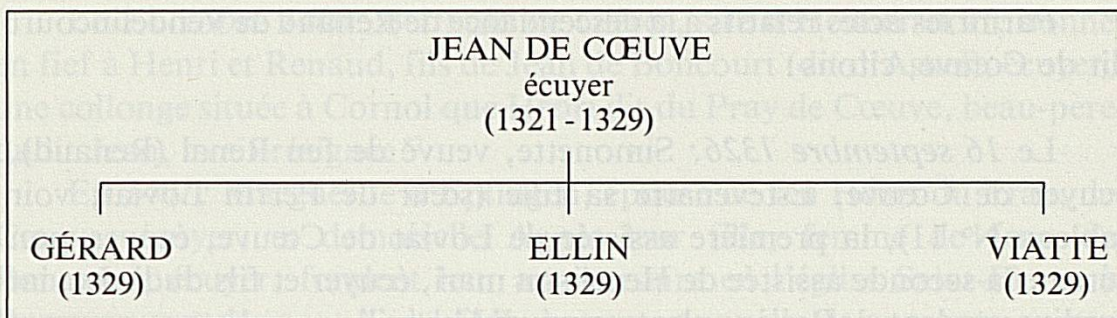 JEAN DE CŒUVE
écuyer
(1321-1329)
GÉRARD ELLIN VIATTE
(1329) (1329) (1329)